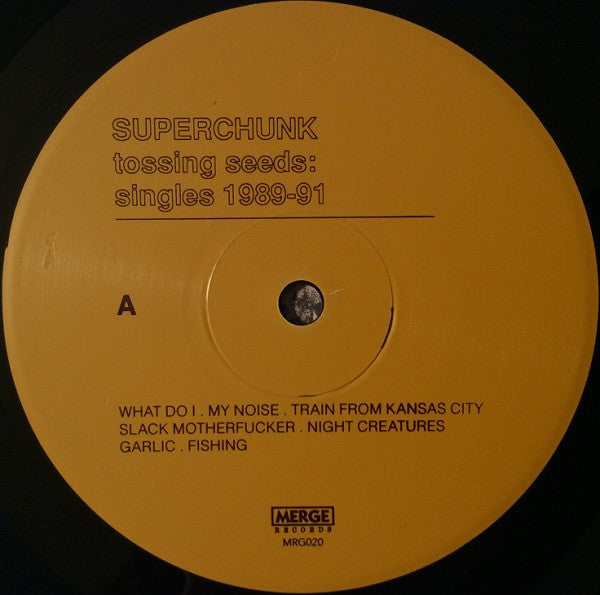 SUPERCHUNK
tossing seeds:
singles 1989-91
A
WHAT DO I . MY NOISE . TRAIN FROM KANSAS CITY
SLACK MOTHERFUCKER . NIGHT CREATURES
GARLIC . FISHING
MERGE
RECORDS
MRG020